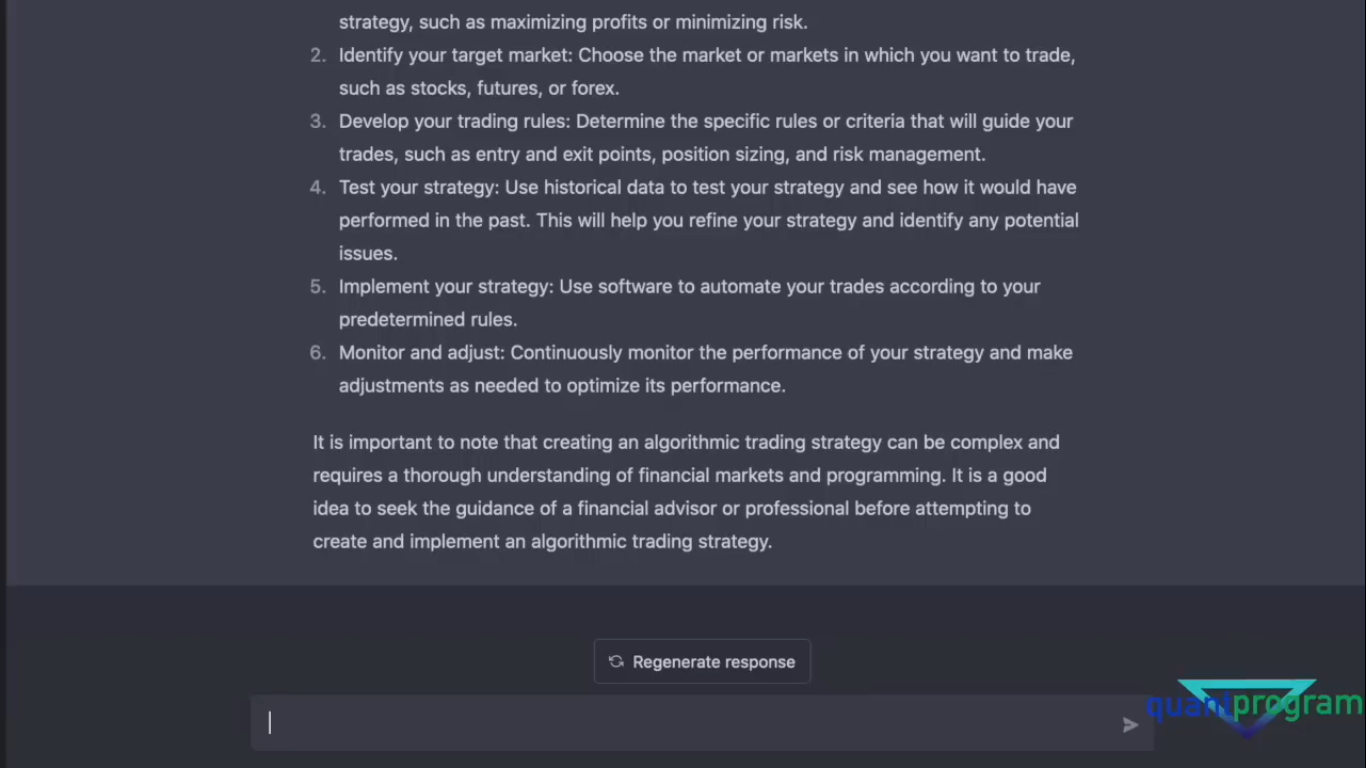 strategy, such as maximizing profits or minimizing risk.
2. Identify your target market: Choose the market or markets in which you want to trade,
such as stocks, futures, or forex.
3. Develop your trading rules: Determine the specific rules or criteria that will guide your
trades, such as entry and exit points, position sizing, and risk management.
4. Test your strategy: Use historical data to test your strategy and see how it would have
performed in the past. This will help you refine your strategy and identify any potential
issues.
5. Implement your strategy: Use software to automate your trades according to your
predetermined rules.
6. Monitor and adjust: Continuously monitor the performance of your strategy and make
adjustments as needed to optimize its performance.
It is important to note that creating an algorithmic trading strategy can be complex and
requires a thorough understanding of financial markets and programming. It is a good
idea to seek the guidance of a financial advisor or professional before attempting to
create and implement an algorithmic trading strategy.
Regenerate response
quantprogram